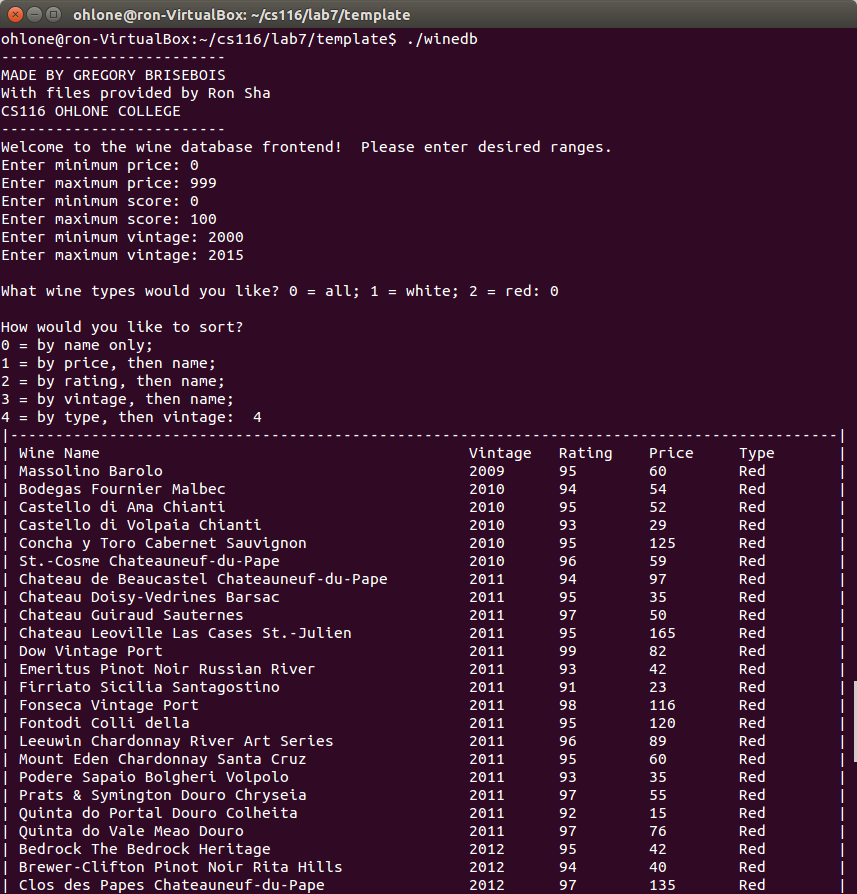 ohlone@ron-VirtualBox: ~/cs116/lab7/template
ohlone@ron-VirtualBox:~/cs116/lab7/template$ ./winedb
-------------------------
MADE BY GREGORY BRISEBOIS
With files provided by Ron Sha
CS116 OHLONE COLLEGE
-------------------------
Welcome to the wine database frontend!  Please enter desired ranges.
Enter minimum price: 0
Enter maximum price: 999
Enter minimum score: 0
Enter maximum score: 100
Enter minimum vintage: 2000
Enter maximum vintage: 2015
What wine types would you like? 0 = all; 1 = white; 2 = red: 0
How would you like to sort?
0 = by name only;
1 = by price, then name;
2 = by rating, then name;
3 = by vintage, then name;
4 = by type, then vintage:  4
|--------------------------------------------------------------------------------------------|
| Wine Name                                         Vintage   Rating    Price     Type       |
| Massolino Barolo                                  2009      95        60        Red        |
| Bodegas Fournier Malbec                           2010      94        54        Red        |
| Castello di Ama Chianti                           2010      95        52        Red        |
| Castello di Volpaia Chianti                       2010      93        29        Red        |
| Concha y Toro Cabernet Sauvignon                  2010      95        125       Red        |
| St.-Cosme Chateauneuf-du-Pape                     2010      96        59        Red        |
| Chateau de Beaucastel Chateauneuf-du-Pape         2011      94        97        Red        |
| Chateau Doisy-Vedrines Barsac                     2011      95        35        Red        |
| Chateau Guiraud Sauternes                         2011      97        50        Red        |
| Chateau Leoville Las Cases St.-Julien             2011      95        165       Red        |
| Dow Vintage Port                                  2011      99        82        Red        |
| Emeritus Pinot Noir Russian River                 2011      93        42        Red        |
| Firriato Sicilia Santagostino                     2011      91        23        Red        |
| Fonseca Vintage Port                              2011      98        116       Red        |
| Fontodi Colli della                               2011      95        120       Red        |
| Leeuwin Chardonnay River Art Series               2011      96        89        Red        |
| Mount Eden Chardonnay Santa Cruz                  2011      95        60        Red        |
| Podere Sapaio Bolgheri Volpolo                    2011      93        35        Red        |
| Prats & Symington Douro Chryseia                  2011      97        55        Red        |
| Quinta do Portal Douro Colheita                   2011      92        15        Red        |
| Quinta do Vale Meao Douro                         2011      97        76        Red        |
| Bedrock The Bedrock Heritage                      2012      95        42        Red        |
| Brewer-Clifton Pinot Noir Rita Hills              2012      94        40        Red        |
| Clos des Papes Chateauneuf-du-Pape                2012      97        135       Red        |